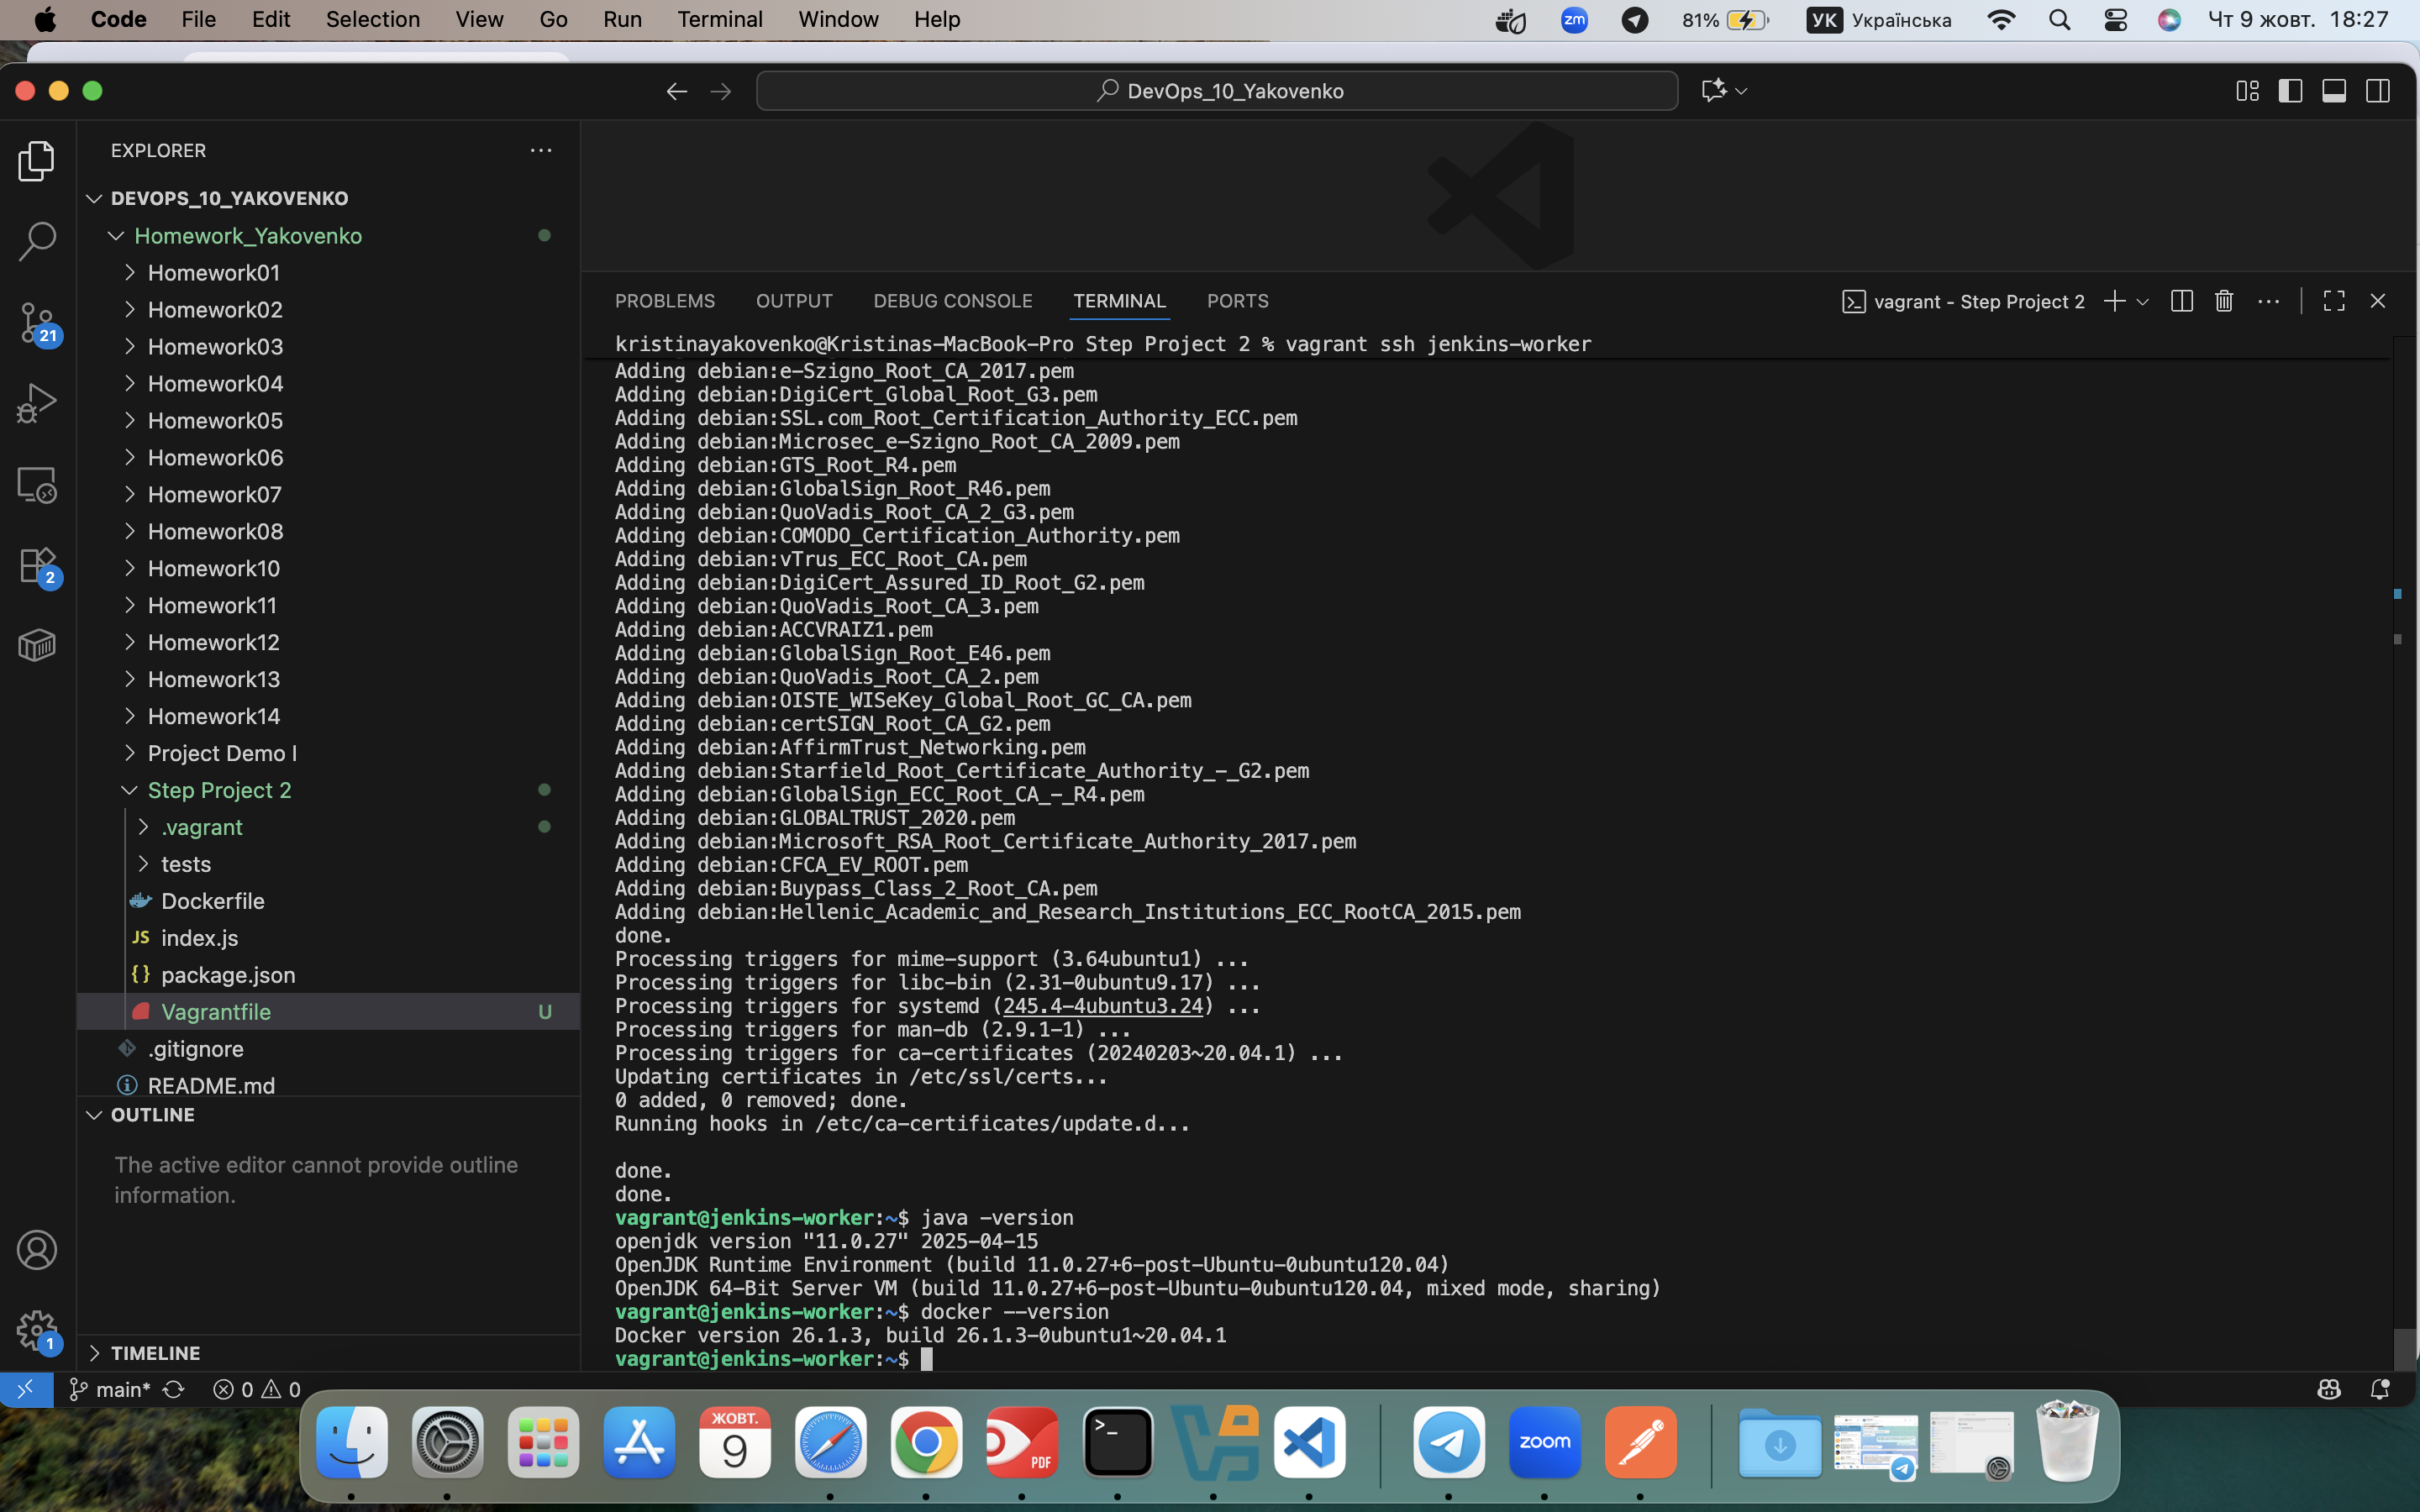 Code File Edit Selection View Go Run Terminal Window Help zm 81% УК Українська Чт 9 жовт. 18:27
DevOps_10_Yakovenko
EXPLORER
DEVOPS_10_YAKOVENKO
Homework_Yakovenko
Homework01
Homework02
Homework03
Homework04
Homework05
Homework06
Homework07
Homework08
Homework10
Homework11
Homework12
Homework13
Homework14
Project Demo I
Step Project 2
.vagrant
tests
Dockerfile
JS index.js
{} package.json
Vagrantfile U
.gitignore
README.md
OUTLINE
The active editor cannot provide outline
information.
TIMELINE
21
2
1
PROBLEMS OUTPUT DEBUG CONSOLE TERMINAL PORTS vagrant - Step Project 2
kristinayakovenko@Kristinas-MacBook-Pro Step Project 2 % vagrant ssh jenkins-worker
Adding debian:e-Szigno_Root_CA_2017.pem
Adding debian:DigiCert_Global_Root_G3.pem
Adding debian:SSL.com_Root_Certification_Authority_ECC.pem
Adding debian:Microsec_e-Szigno_Root_CA_2009.pem
Adding debian:GTS_Root_R4.pem
Adding debian:GlobalSign_Root_R46.pem
Adding debian:QuoVadis_Root_CA_2_G3.pem
Adding debian:COMODO_Certification_Authority.pem
Adding debian:vTrus_ECC_Root_CA.pem
Adding debian:DigiCert_Assured_ID_Root_G2.pem
Adding debian:QuoVadis_Root_CA_3.pem
Adding debian:ACCVRAIZ1.pem
Adding debian:GlobalSign_Root_E46.pem
Adding debian:QuoVadis_Root_CA_2.pem
Adding debian:OISTE_WISeKey_Global_Root_GC_CA.pem
Adding debian:certSIGN_Root_CA_G2.pem
Adding debian:AffirmTrust_Networking.pem
Adding debian:Starfield_Root_Certificate_Authority_-_G2.pem
Adding debian:GlobalSign_ECC_Root_CA_-_R4.pem
Adding debian:GLOBALTRUST_2020.pem
Adding debian:Microsoft_RSA_Root_Certificate_Authority_2017.pem
Adding debian:CFCA_EV_ROOT.pem
Adding debian:Buypass_Class_2_Root_CA.pem
Adding debian:Hellenic_Academic_and_Research_Institutions_ECC_RootCA_2015.pem
done.
Processing triggers for mime-support (3.64ubuntu1) ...
Processing triggers for libc-bin (2.31-0ubuntu9.17) ...
Processing triggers for systemd (245.4-4ubuntu3.24) ...
Processing triggers for man-db (2.9.1-1) ...
Processing triggers for ca-certificates (20240203~20.04.1) ...
Updating certificates in /etc/ssl/certs...
0 added, 0 removed; done.
Running hooks in /etc/ca-certificates/update.d...
done.
done.
vagrant@jenkins-worker:~$ java -version
openjdk version "11.0.27" 2025-04-15
OpenJDK Runtime Environment (build 11.0.27+6-post-Ubuntu-0ubuntu120.04)
OpenJDK 64-Bit Server VM (build 11.0.27+6-post-Ubuntu-0ubuntu120.04, mixed mode, sharing)
vagrant@jenkins-worker:~$ docker --version
Docker version 26.1.3, build 26.1.3-0ubuntu1~20.04.1
vagrant@jenkins-worker:~$
main* 0 0
ЖОВТ.
9
PDF
>_
zoom